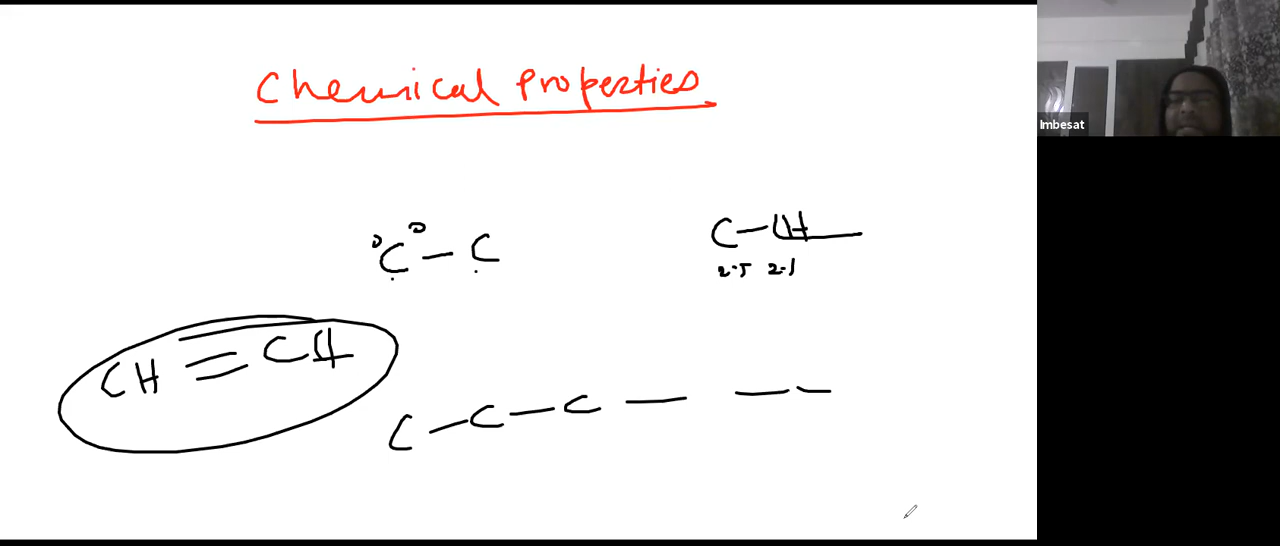 Chemical Properties
Imbesat
C - C
C - H
2.5 2.1
CH ≡ CH
C - C - C - - -